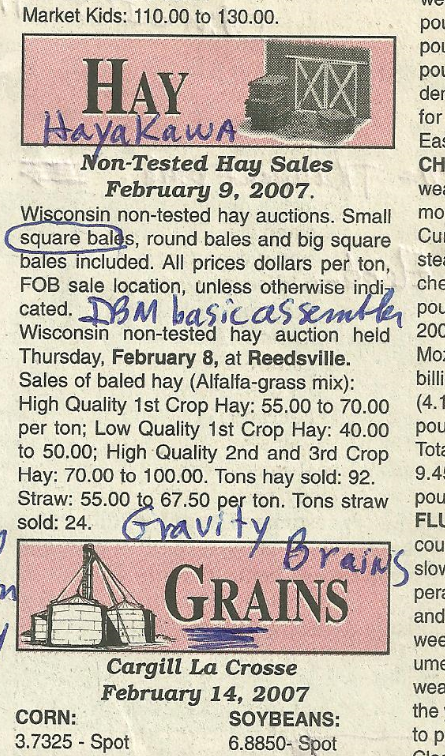 Market Kids: 110.00 to 130.00.
HAY
HayaKawa
Non-Tested Hay Sales
February 9, 2007.
Wisconsin non-tested hay auctions. Small
square bales, round bales and big square
bales included. All prices dollars per ton,
FOB sale location, unless otherwise indi-
cated. DBM basic assembler
Wisconsin non-tested hay auction held
Thursday, February 8, at Reedsville.
Sales of baled hay (Alfalfa-grass mix):
High Quality 1st Crop Hay: 55.00 to 70.00
per ton; Low Quality 1st Crop Hay: 40.00
to 50.00; High Quality 2nd and 3rd Crop
Hay: 70.00 to 100.00. Tons hay sold: 92.
Straw: 55.00 to 67.50 per ton. Tons straw
sold: 24.
Gravity
Brains
GRAINS
Cargill La Crosse
February 14, 2007
CORN: SOYBEANS:
3.7325 - Spot 6.8850- Spot